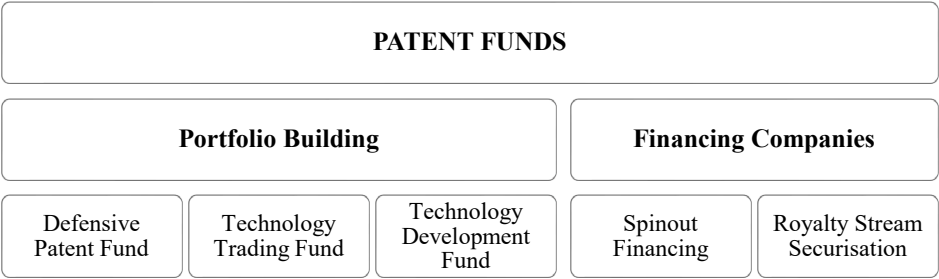 PATENT FUNDS
Portfolio Building
Financing Companies
Defensive
Patent Fund
Technology
Trading Fund
Technology
Development
Fund
Spinout
Financing
Royalty Stream
Securisation